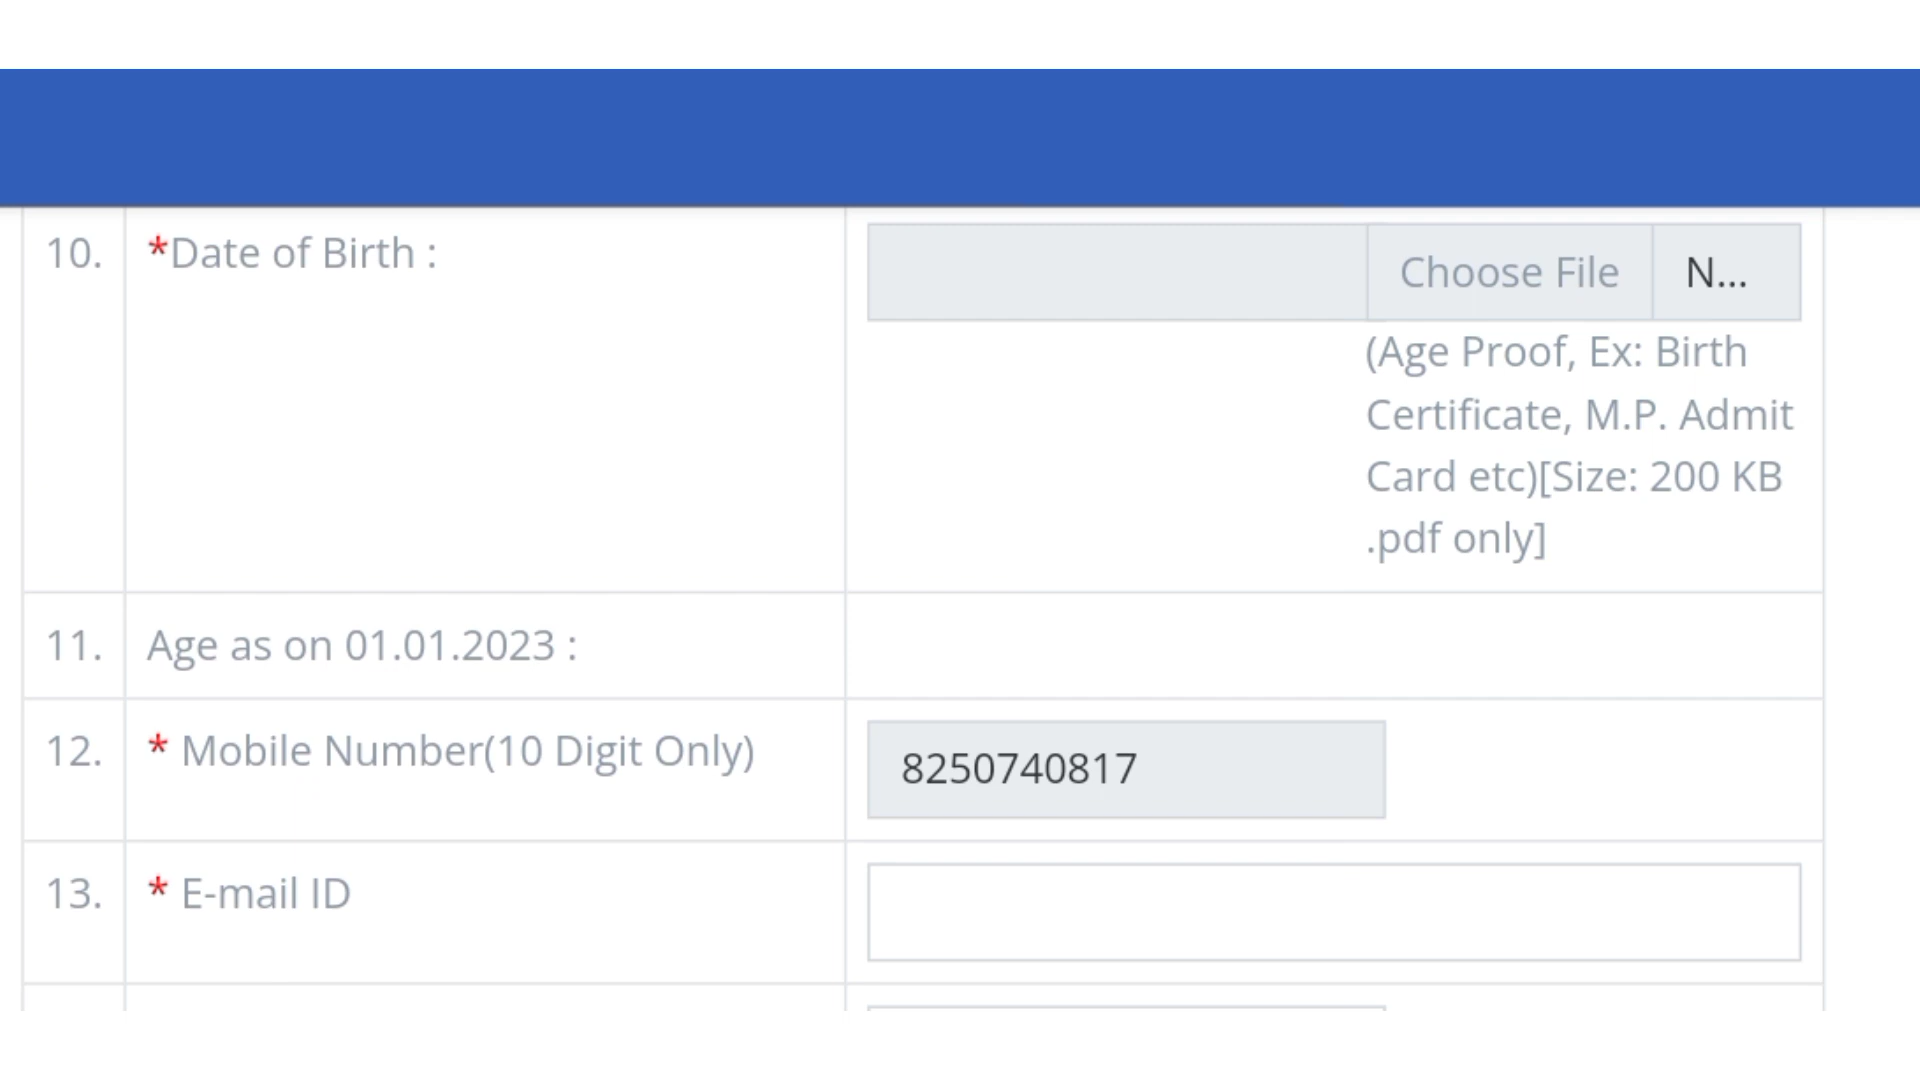 10. *Date of Birth : Choose File N...
(Age Proof, Ex: Birth
Certificate, M.P. Admit
Card etc)[Size: 200 KB
.pdf only]
11. Age as on 01.01.2023 :
12. * Mobile Number(10 Digit Only) 8250740817
13. * E-mail ID